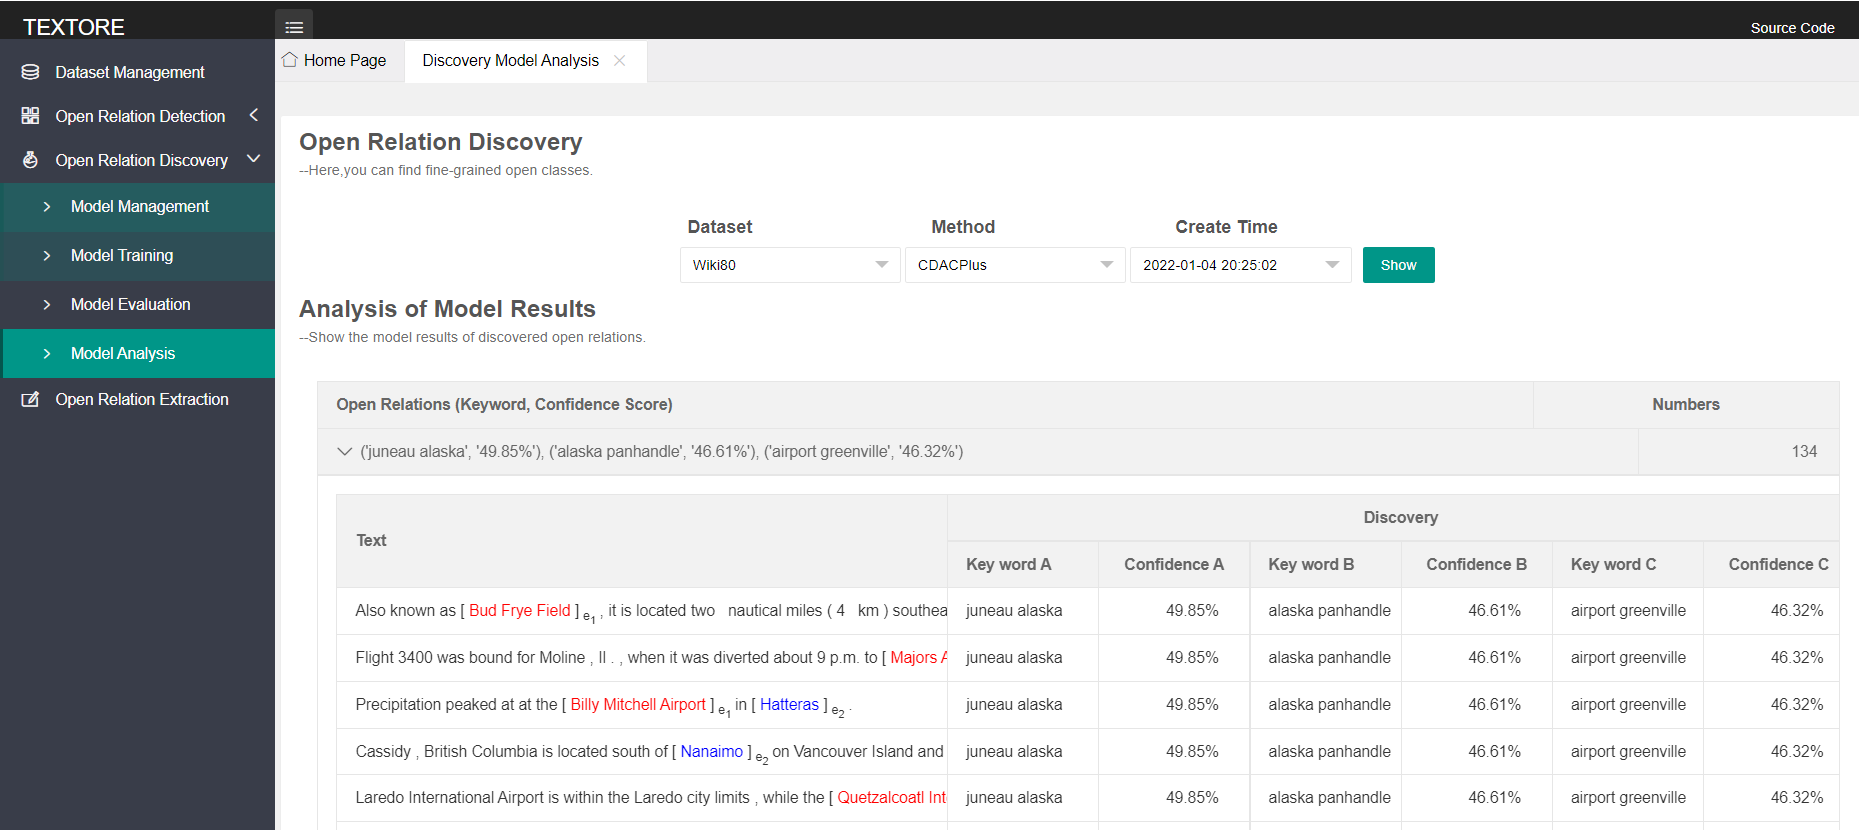 TEXTORE
Source Code
Dataset Management
Open Relation Detection
Open Relation Discovery
Model Management
Model Training
Model Evaluation
Model Analysis
Open Relation Extraction
Home Page
Discovery Model Analysis
Open Relation Discovery
--Here,you can find fine-grained open classes.
Dataset Method Create Time
Wiki80 CDACPlus 2022-01-04 20:25:02 Show
Analysis of Model Results
--Show the model results of discovered open relations.
Open Relations (Keyword, Confidence Score) Numbers
('juneau alaska', '49.85%'), ('alaska panhandle', '46.61%'), ('airport greenville', '46.32%') 134
Text Discovery
Key word A Confidence A Key word B Confidence B Key word C Confidence C
Also known as [ Bud Frye Field ] e1 , it is located two nautical miles ( 4 km ) southea juneau alaska 49.85% alaska panhandle 46.61% airport greenville 46.32%
Flight 3400 was bound for Moline , Il . , when it was diverted about 9 p.m. to [ Majors A juneau alaska 49.85% alaska panhandle 46.61% airport greenville 46.32%
Precipitation peaked at at the [ Billy Mitchell Airport ] e1 in [ Hatteras ] e2 . juneau alaska 49.85% alaska panhandle 46.61% airport greenville 46.32%
Cassidy , British Columbia is located south of [ Nanaimo ] e2 on Vancouver Island and juneau alaska 49.85% alaska panhandle 46.61% airport greenville 46.32%
Laredo International Airport is within the Laredo city limits , while the [ Quetzalcoatl Int juneau alaska 49.85% alaska panhandle 46.61% airport greenville 46.32%